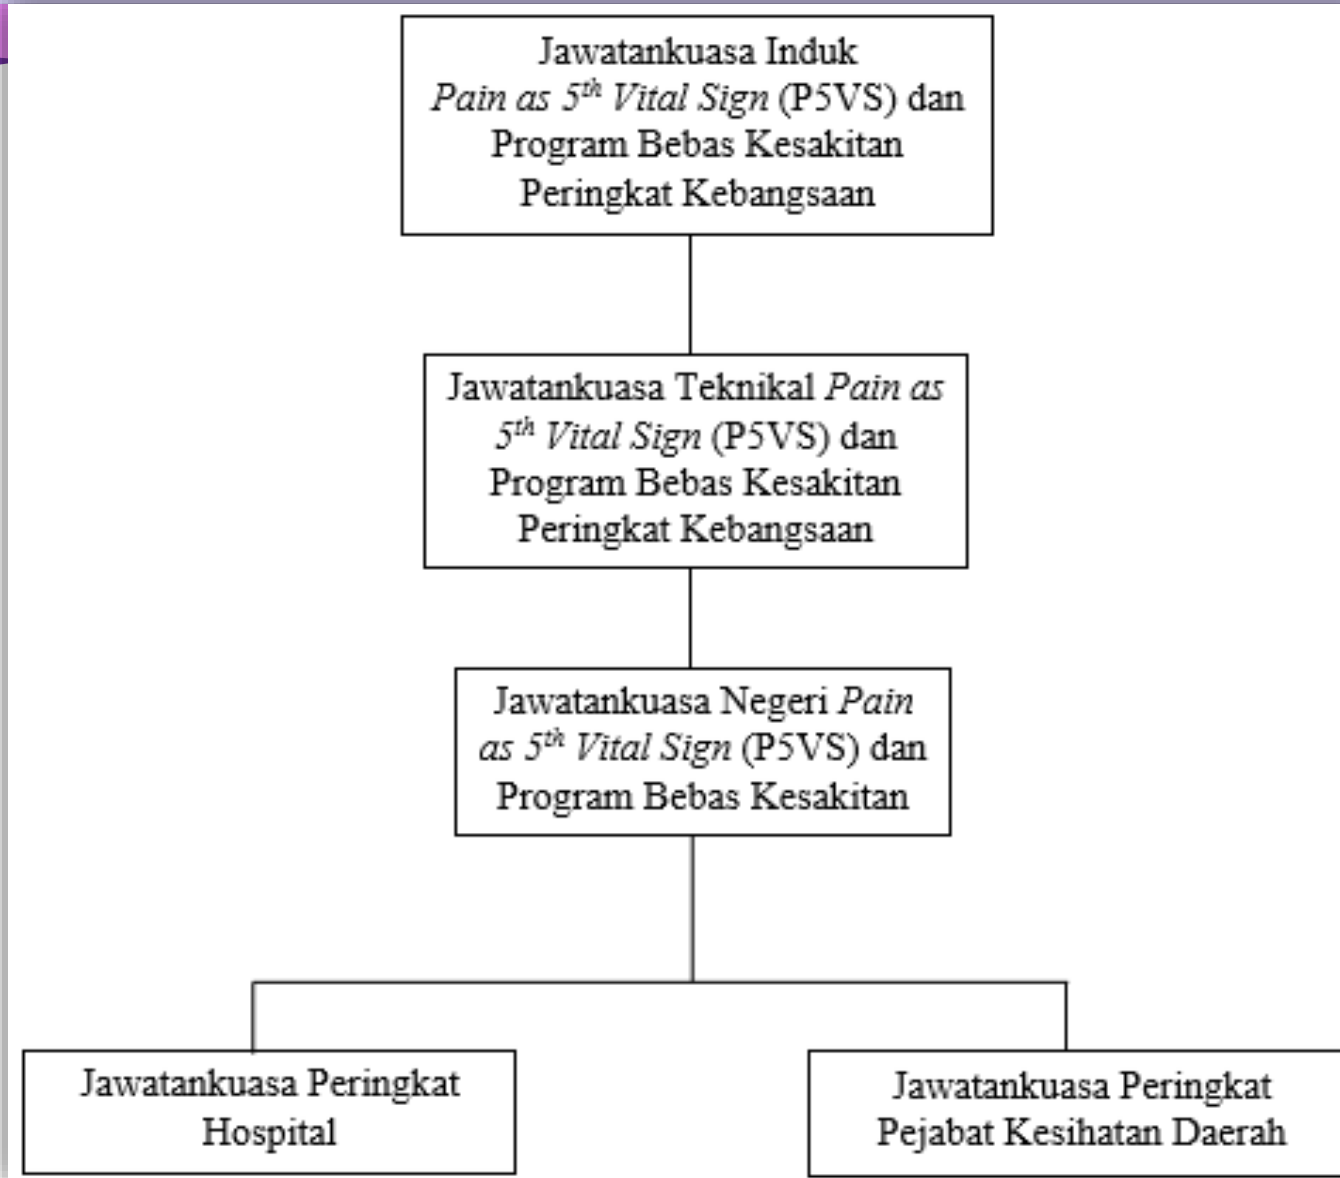 Jawatankuasa Induk
Pain as 5th Vital Sign (P5VS) dan
Program Bebas Kesakitan
Peringkat Kebangsaan
Jawatankuasa Teknikal Pain as
5th Vital Sign (P5VS) dan
Program Bebas Kesakitan
Peringkat Kebangsaan
Jawatankuasa Negeri Pain
as 5th Vital Sign (P5VS) dan
Program Bebas Kesakitan
Jawatankuasa Peringkat
Hospital
Jawatankuasa Peringkat
Pejabat Kesihatan Daerah